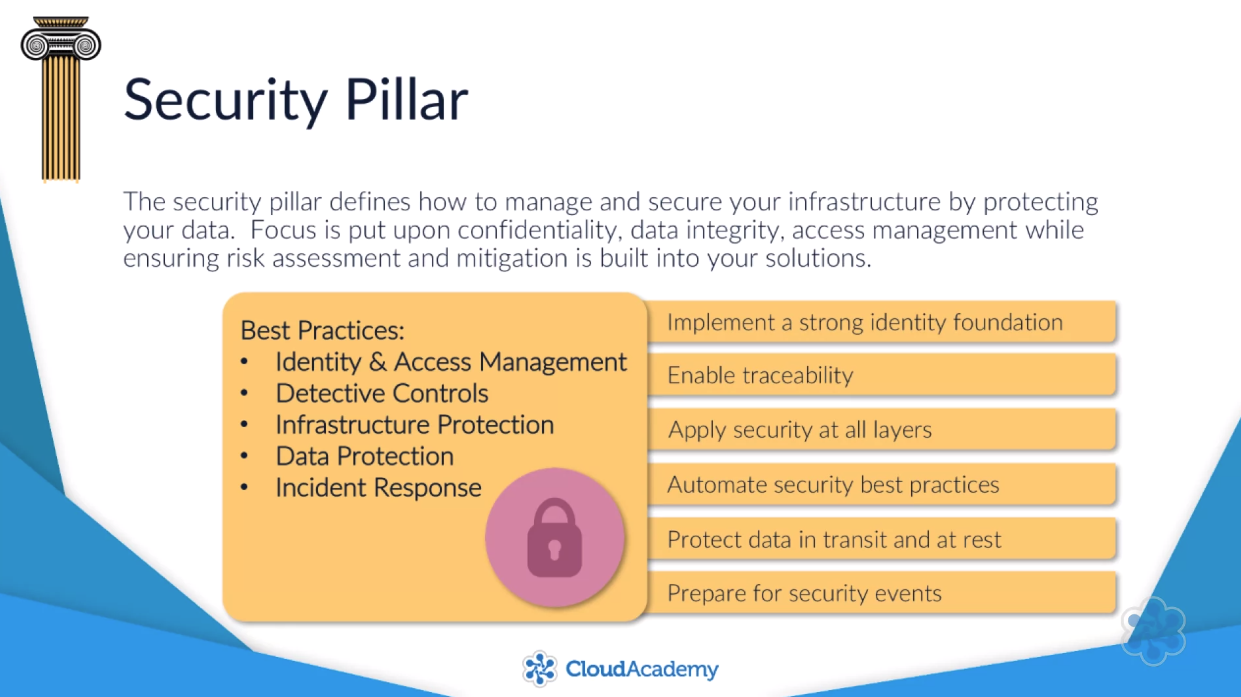 Security Pillar
The security pillar defines how to manage and secure your infrastructure by protecting
your data.  Focus is put upon confidentiality, data integrity, access management while
ensuring risk assessment and mitigation is built into your solutions.
Best Practices:
• Identity & Access Management
• Detective Controls
• Infrastructure Protection
• Data Protection
• Incident Response
Implement a strong identity foundation
Enable traceability
Apply security at all layers
Automate security best practices
Protect data in transit and at rest
Prepare for security events
CloudAcademy